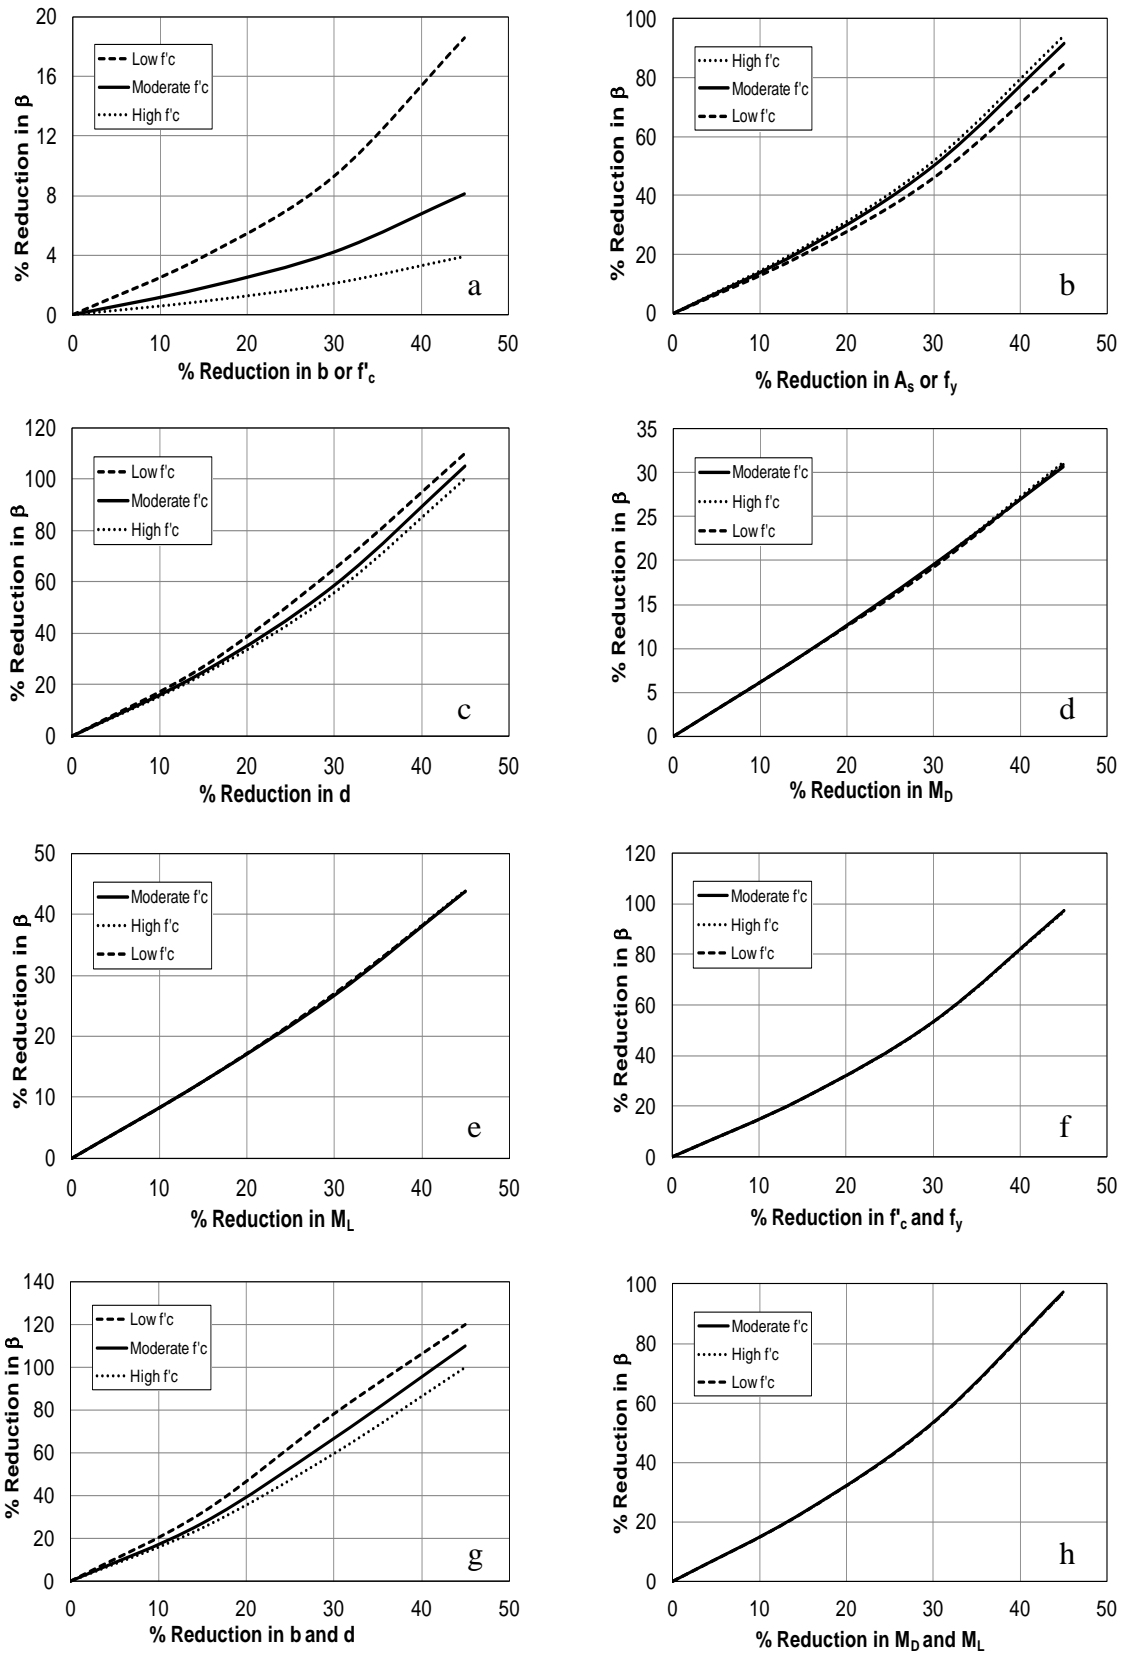 % Reduction in β
20
16
12
8
4
0
Low f'c
Moderate f'c
High f'c
a
0 10 20 30 40 50
% Reduction in b or f'c
% Reduction in β
100
80
60
40
20
0
High f'c
Moderate f'c
Low f'c
b
0 10 20 30 40 50
% Reduction in As or fy
% Reduction in β
120
100
80
60
40
20
0
Low f'c
Moderate f'c
High f'c
c
0 10 20 30 40 50
% Reduction in d
% Reduction in β
35
30
25
20
15
10
5
0
Moderate f'c
High f'c
Low f'c
d
0 10 20 30 40 50
% Reduction in MD
% Reduction in β
50
40
30
20
10
0
Moderate f'c
High f'c
Low f'c
e
0 10 20 30 40 50
% Reduction in ML
% Reduction in β
120
100
80
60
40
20
0
Moderate f'c
High f'c
Low f'c
f
0 10 20 30 40 50
% Reduction in f'c and fy
% Reduction in β
140
120
100
80
60
40
20
0
Low f'c
Moderate f'c
High f'c
g
0 10 20 30 40 50
% Reduction in b and d
% Reduction in β
100
80
60
40
20
0
Moderate f'c
High f'c
Low f'c
h
0 10 20 30 40 50
% Reduction in MD and ML